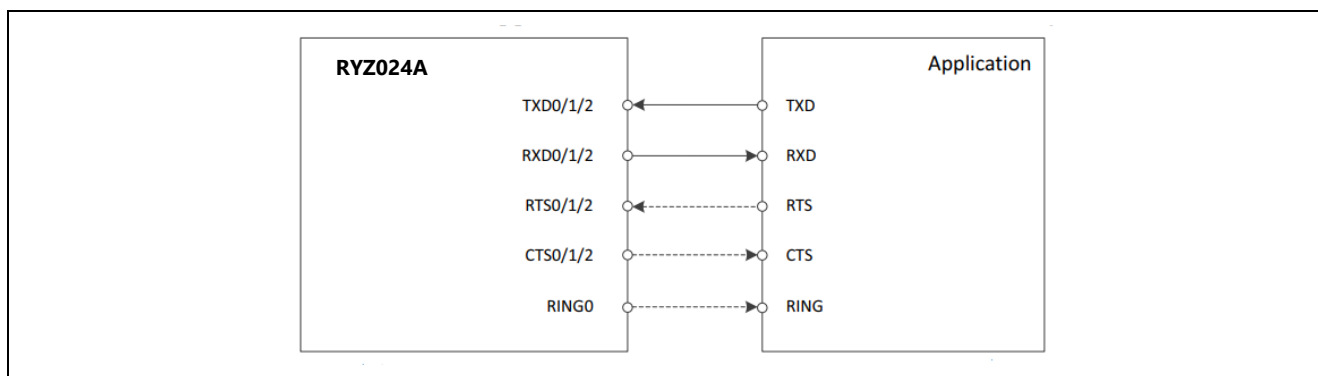 RYZ024A Application
TXD0/1/2 TXD
RXD0/1/2 RXD
RTS0/1/2 RTS
CTS0/1/2 CTS
RING0 RING